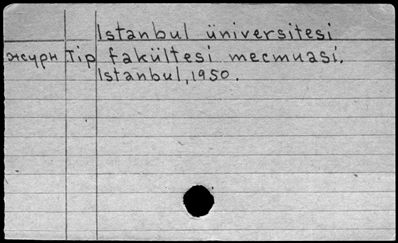 Istanbul üniversitesi
журн Tip fakültesi mecmuasi.
Istanbul, 1950.